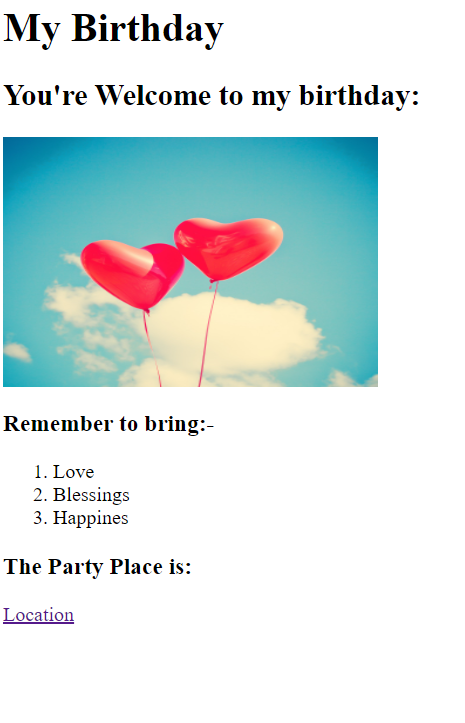 My Birthday
You're Welcome to my birthday:
Remember to bring:-
1. Love
2. Blessings
3. Happines
The Party Place is:
Location